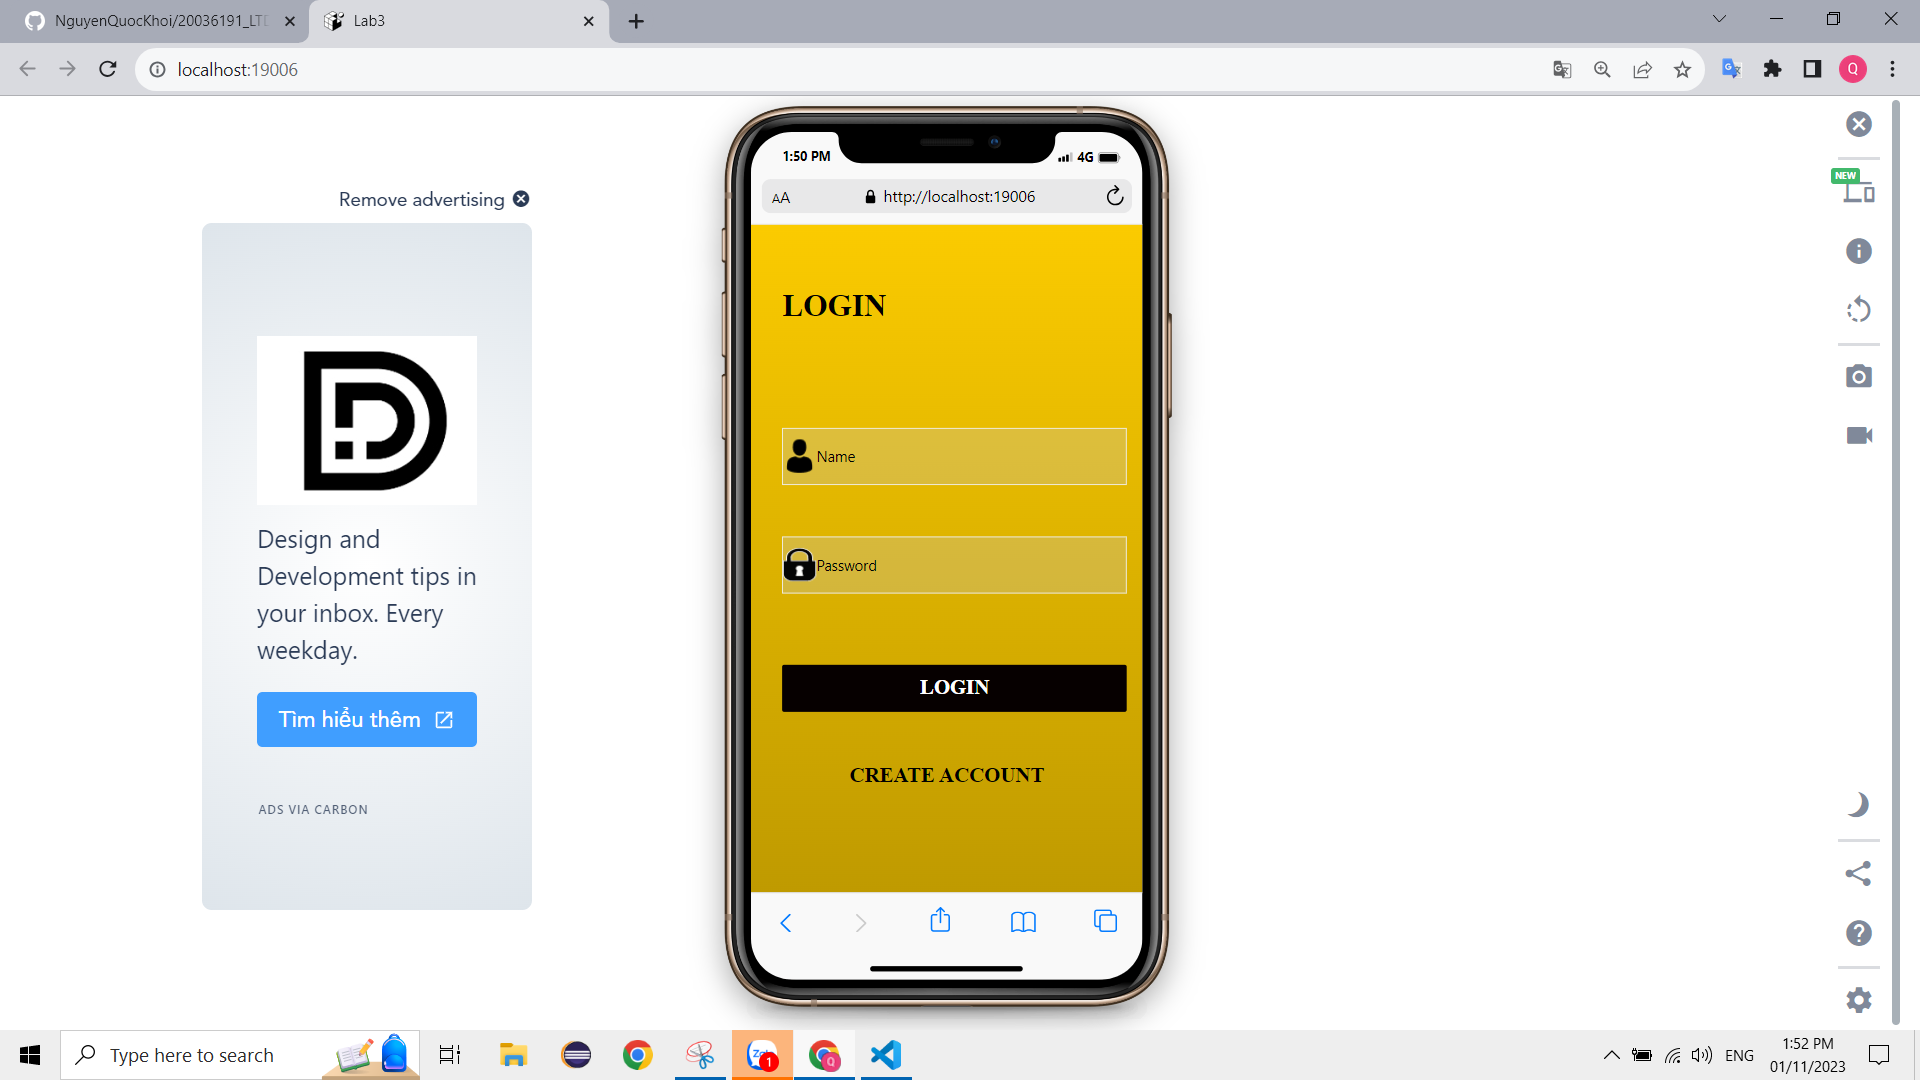 NguyenQuocKhoi/20036191_LTD
Lab3
localhost:19006
Q
Remove advertising
Design and
Development tips in
your inbox. Every
weekday.
Tìm hiểu thêm
ADS VIA CARBON
1:50 PM
4G
AA
http://localhost:19006
LOGIN
Name
Password
LOGIN
CREATE ACCOUNT
NEW
Type here to search
1
Q
ENG
1:52 PM
01/11/2023